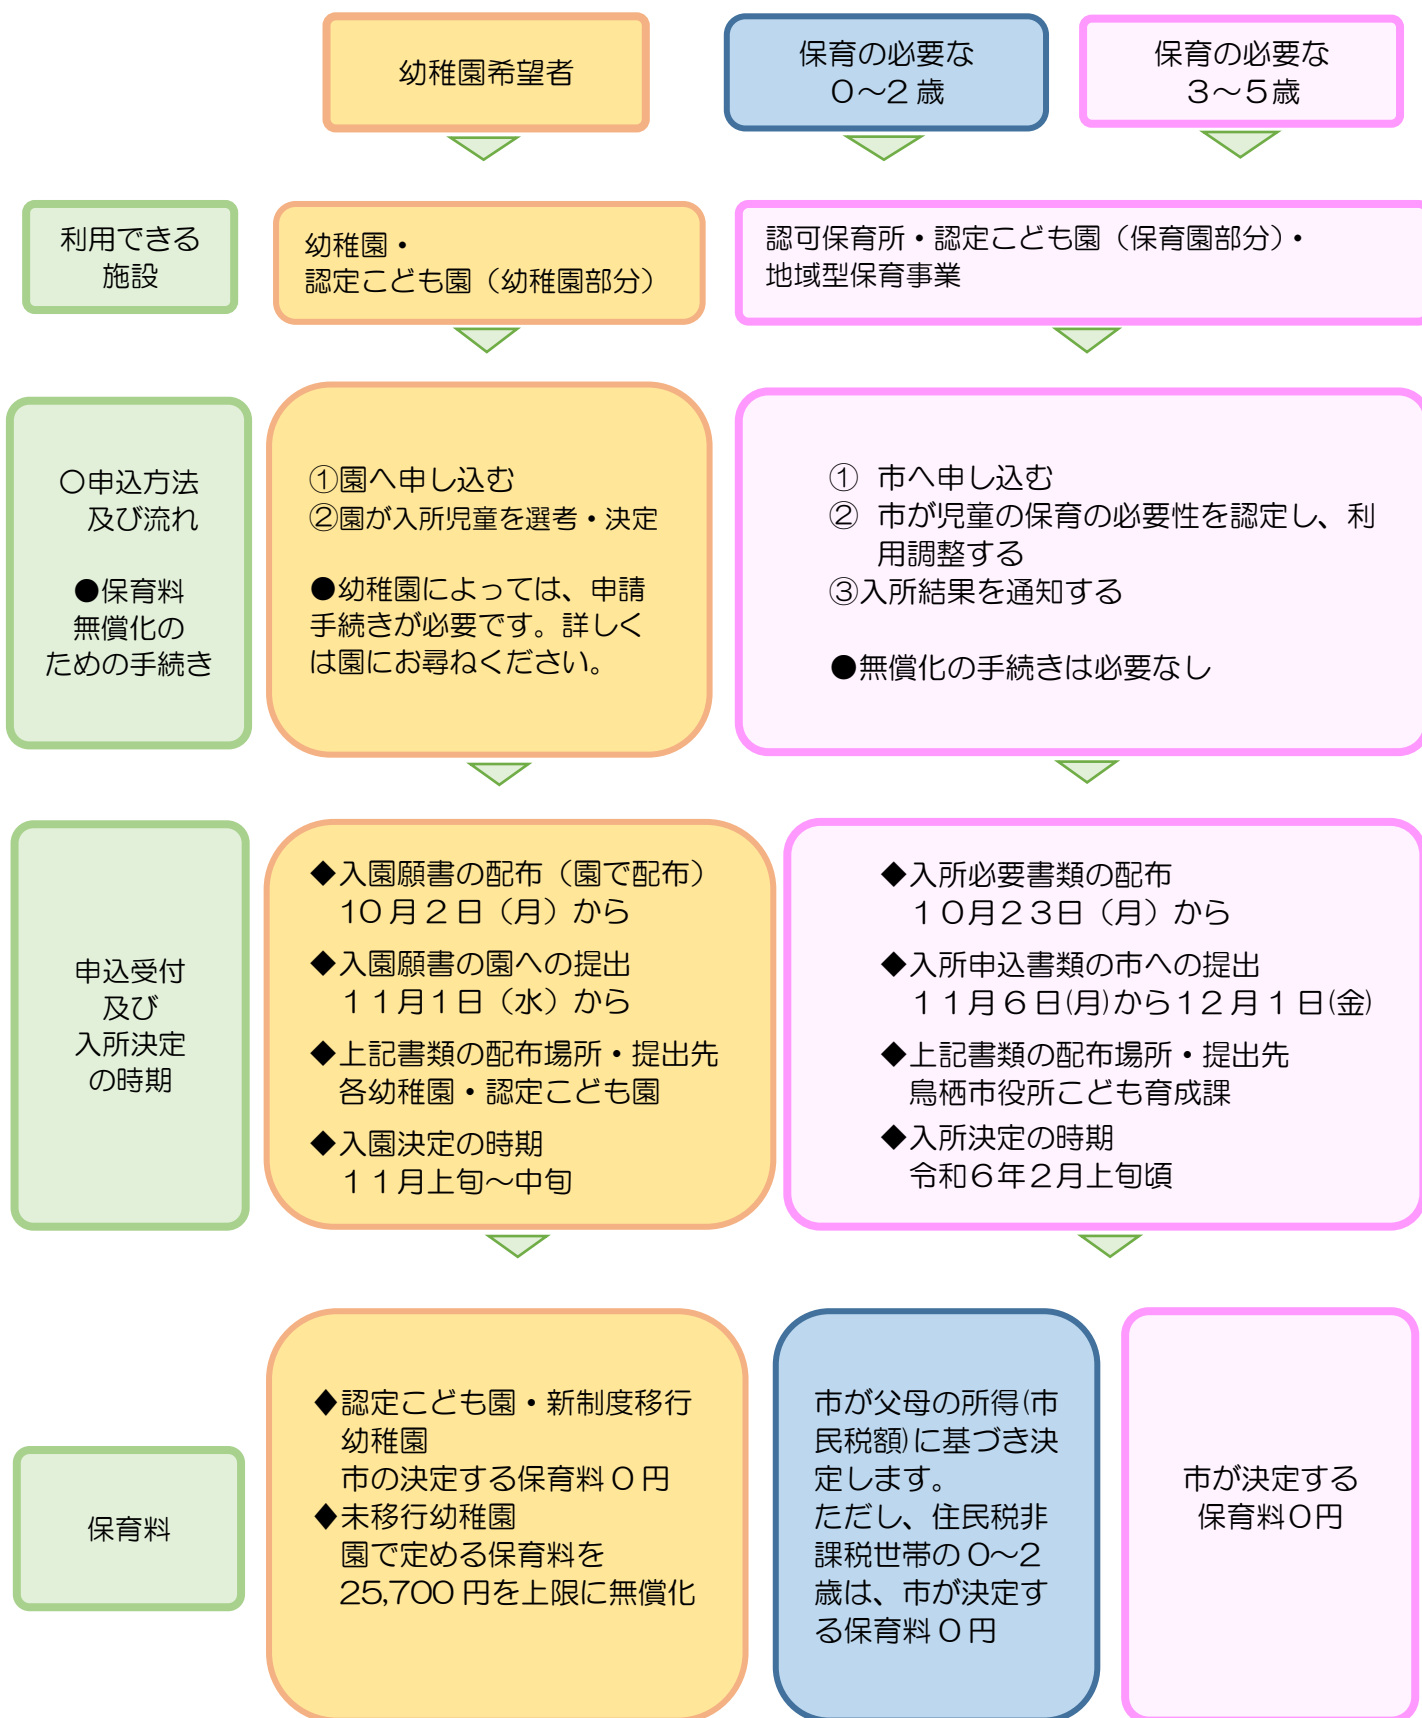 幼稚園希望者
保育の必要な
０～２歳
保育の必要な
３～５歳
利用できる
施設
幼稚園・
認定こども園（幼稚園部分）
認可保育所・認定こども園（保育園部分）・
地域型保育事業
〇申込方法
及び流れ
●保育料
無償化の
ための手続き
①園へ申し込む
②園が入所児童を選考・決定
●幼稚園によっては、申請
手続きが必要です。詳しく
は園にお尋ねください。
① 市へ申し込む
② 市が児童の保育の必要性を認定し、利
用調整する
③入所結果を通知する
●無償化の手続きは必要なし
申込受付
及び
入所決定
の時期
◆入園願書の配布（園で配布）
10月２日（月）から
◆入園願書の園への提出
１１月１日（水）から
◆上記書類の配布場所・提出先
各幼稚園・認定こども園
◆入園決定の時期
１１月上旬～中旬
◆入所必要書類の配布
１０月２３日（月）から
◆入所申込書類の市への提出
１１月６日(月)から１２月１日(金)
◆上記書類の配布場所・提出先
鳥栖市役所こども育成課
◆入所決定の時期
令和６年２月上旬頃
保育料
◆認定こども園・新制度移行
幼稚園
市の決定する保育料０円
◆未移行幼稚園
園で定める保育料を
25,700円を上限に無償化
市が父母の所得(市
民税額)に基づき決
定します。
ただし、住民税非
課税世帯の０～２
歳は、市が決定す
る保育料０円
市が決定する
保育料０円